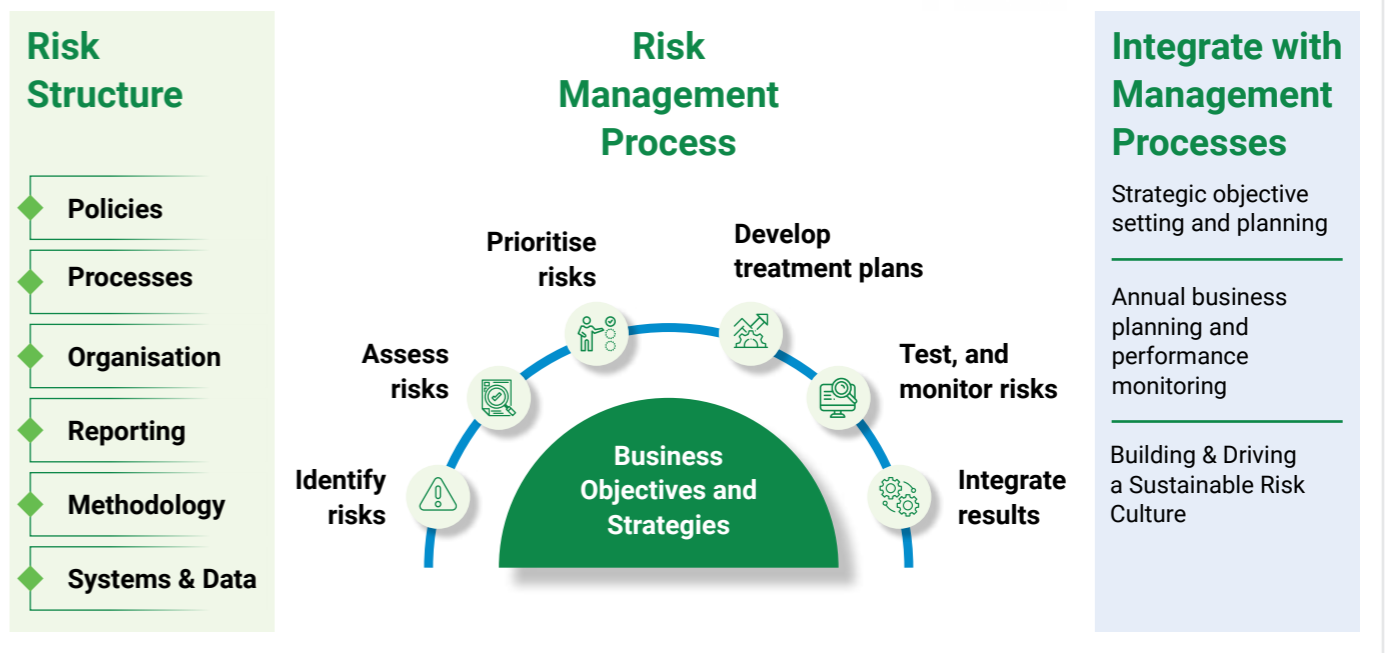 Risk
Structure
Policies
Processes
Organisation
Reporting
Methodology
Systems & Data
Risk
Management
Process
Identify
risks
Assess
risks
Prioritise
risks
Develop
treatment plans
Test, and
monitor risks
Integrate
results
Business
Objectives and
Strategies
Integrate with
Management
Processes
Strategic objective
setting and planning
Annual business
planning and
performance
monitoring
Building & Driving
a Sustainable Risk
Culture